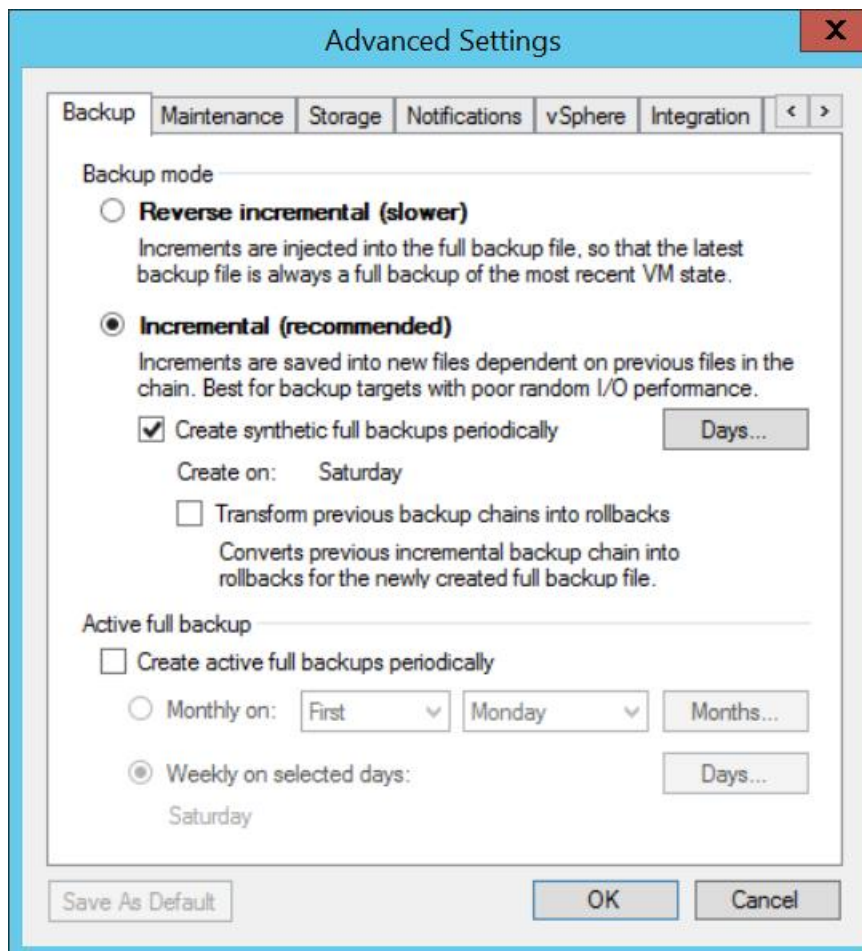 Advanced Settings
X
Backup
Maintenance
Storage
Notifications
vSphere
Integration
<
>
Backup mode
Reverse incremental (slower)
Increments are injected into the full backup file, so that the latest
backup file is always a full backup of the most recent VM state.
Incremental (recommended)
Increments are saved into new files dependent on previous files in the
chain. Best for backup targets with poor random I/O performance.
Create synthetic full backups periodically
Days...
Create on: Saturday
Transform previous backup chains into rollbacks
Converts previous incremental backup chain into
rollbacks for the newly created full backup file.
Active full backup
Create active full backups periodically
Monthly on: First Monday Months...
Weekly on selected days: Days...
Saturday
Save As Default OK Cancel